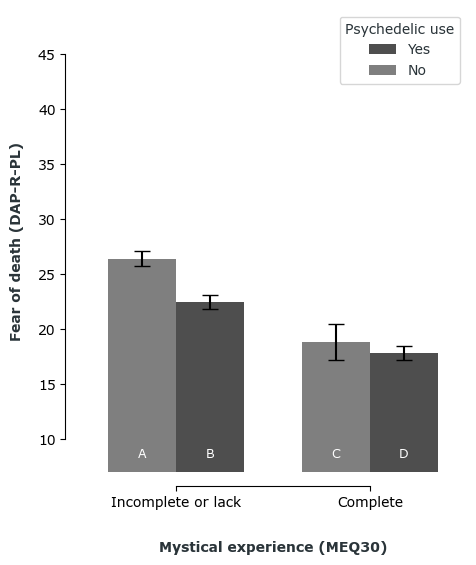 Psychedelic use
Yes
No
45
40
35
30
25
20
15
10
Fear of death (DAP-R-PL)
A
B
C
D
Incomplete or lack
Complete
Mystical experience (MEQ30)